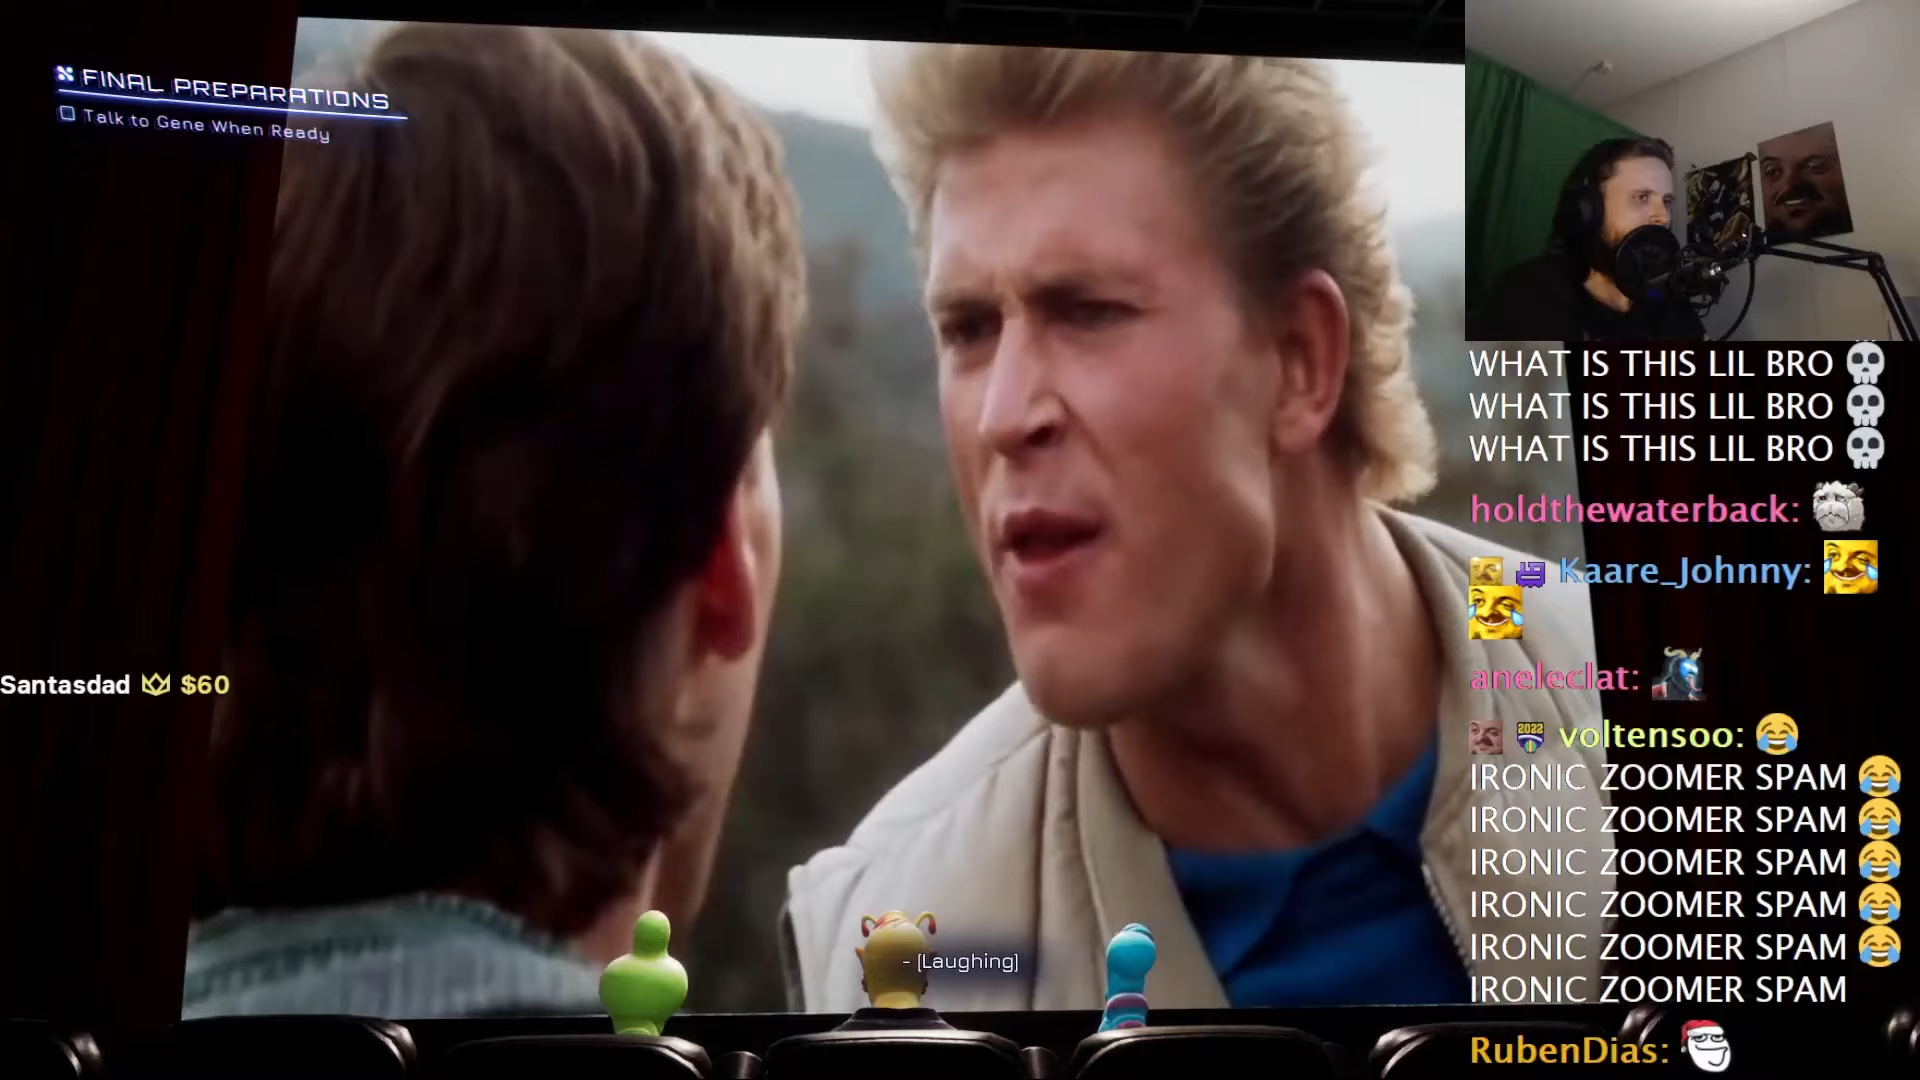 FINAL PREPARATIONS
Talk to Gene When Ready
Santasdad $60
- [Laughing]
WHAT IS THIS LIL BRO 💀
WHAT IS THIS LIL BRO 💀
WHAT IS THIS LIL BRO 💀
holdthewaterback:
Kaare_Johnny:
aneleclat:
2022 voltensoo: 😂
IRONIC ZOOMER SPAM 😂
IRONIC ZOOMER SPAM 😂
IRONIC ZOOMER SPAM 😂
IRONIC ZOOMER SPAM 😂
IRONIC ZOOMER SPAM 😂
IRONIC ZOOMER SPAM
RubenDias: